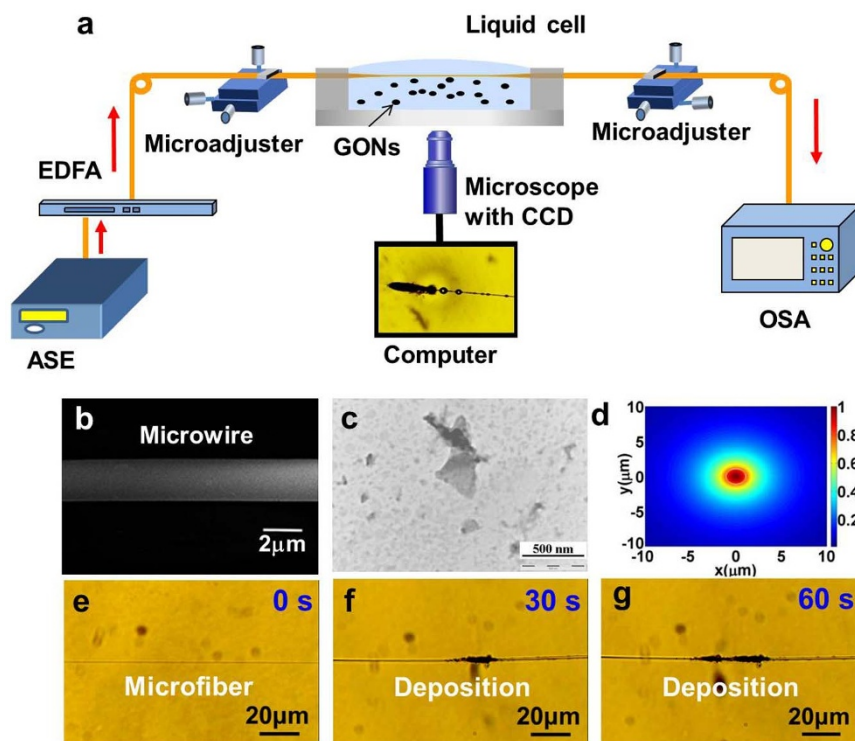 a
Liquid cell
Microadjuster
GONs
Microadjuster
EDFA
Microscope
with CCD
ASE
Computer
OSA
b
Microwire
2μm
c
500 nm
d
10
5
0
-5
-10
y(μm)
-10 -5 0 5 10
x(μm)
1
0.8
0.6
0.4
0.2
e
0 s
Microfiber
20μm
f
30 s
Deposition
20μm
g
60 s
Deposition
20μm